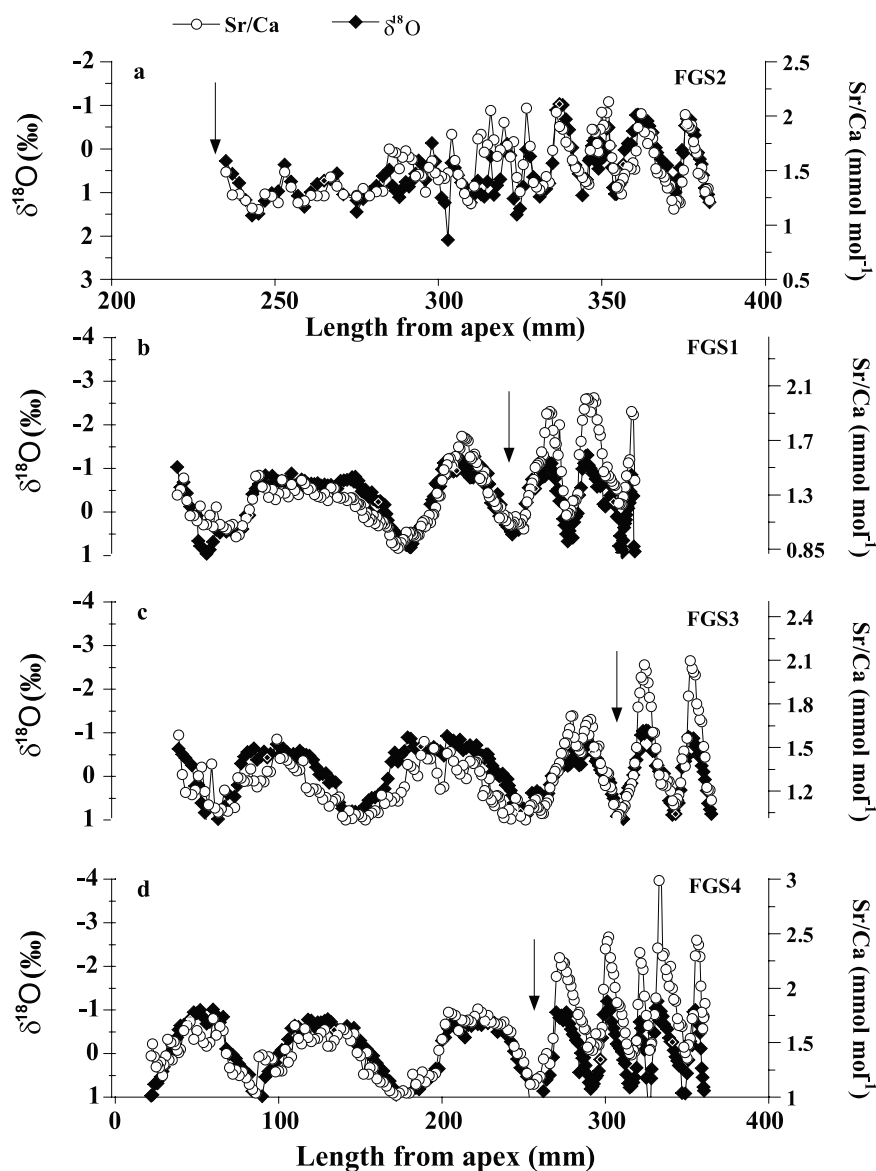 Sr/Ca δ¹⁸O
a
FGS2
δ¹⁸O (‰)
-2
-1
0
1
2
3
2.5
2
1.5
1
0.5
Sr/Ca (mmol mol⁻¹)
200 250 300 350 400
Length from apex (mm)
b
FGS1
δ¹⁸O (‰)
-4
-3
-2
-1
0
1
2.1
1.7
1.3
0.85
Sr/Ca (mmol mol⁻¹)
c
FGS3
δ¹⁸O (‰)
-4
-3
-2
-1
0
1
2.4
2.1
1.8
1.5
1.2
Sr/Ca (mmol mol⁻¹)
d
FGS4
δ¹⁸O (‰)
-4
-3
-2
-1
0
1
3
2.5
2
1.5
1
Sr/Ca (mmol mol⁻¹)
0 100 200 300 400
Length from apex (mm)